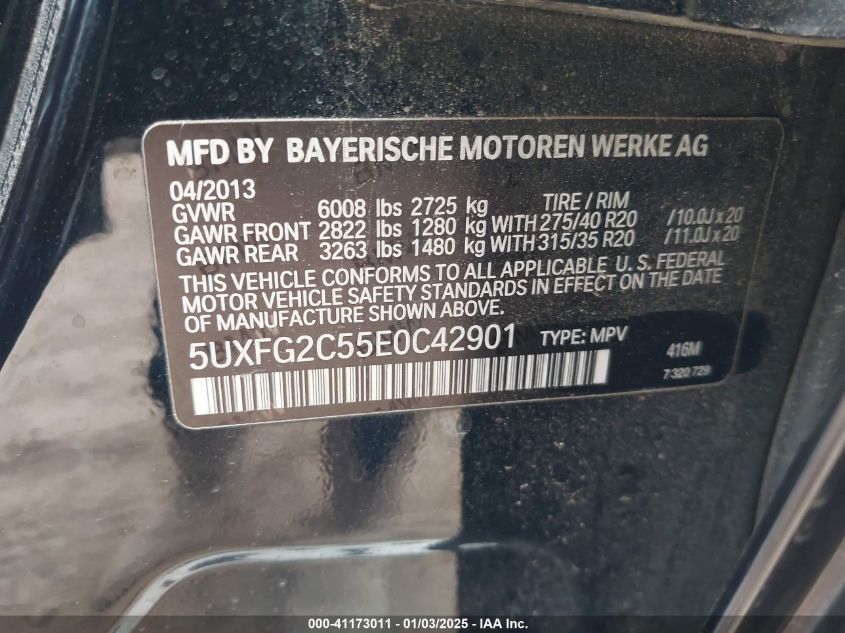 MFD BY BAYERISCHE MOTOREN WERKE AG
04/2013 TIRE / RIM
GVWR 6008 lbs 2725 kg
GAWR FRONT 2822 lbs 1280 kg WITH 275/40 R20 /10.0J x 20
GAWR REAR 3263 lbs 1480 kg WITH 315/35 R20 /11.0J x 20
THIS VEHICLE CONFORMS TO ALL APPLICABLE U.S. FEDERAL
MOTOR VEHICLE SAFETY STANDARDS IN EFFECT ON THE DATE
OF MANUFACTURE SHOWN ABOVE.
5UXFG2C55E0C42901 TYPE: MPV 416M
7 320 729
000-41173011 - 01/03/2025 - IAA Inc.